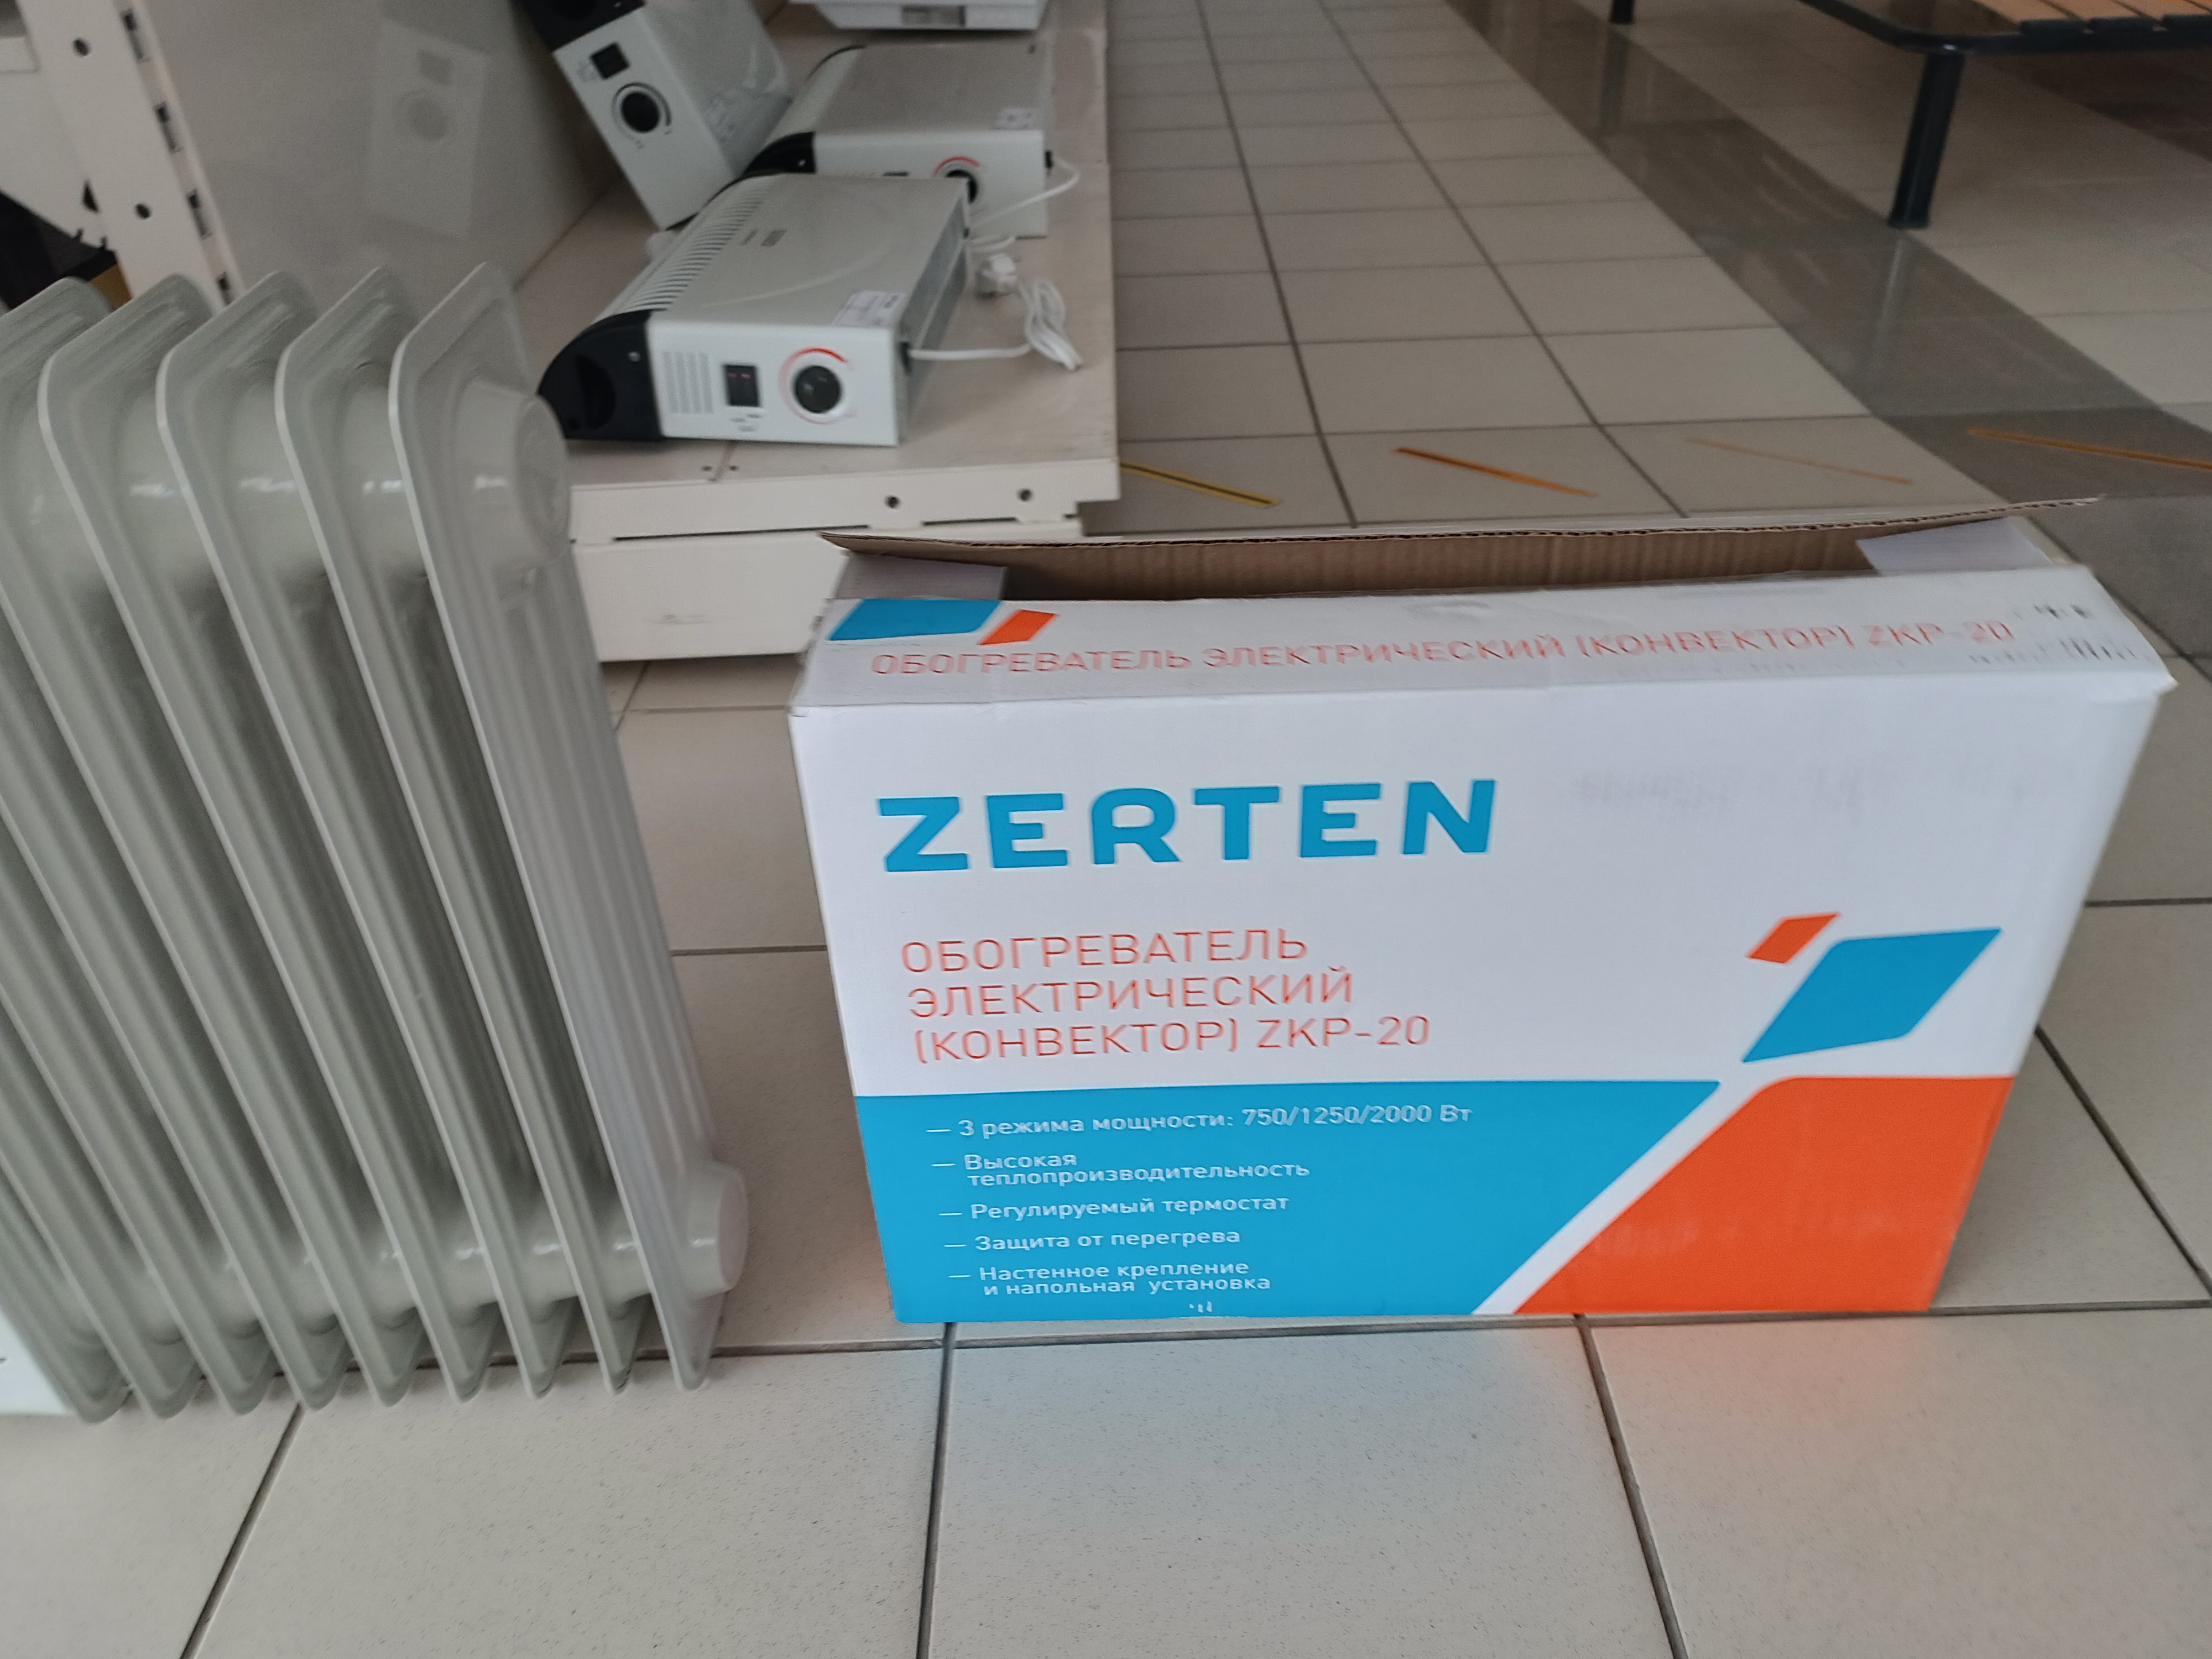 ОБОГРЕВАТЕЛЬ ЭЛЕКТРИЧЕСКИЙ (КОНВЕКТОР) ZKP-20
ZERTEN
ОБОГРЕВАТЕЛЬ
ЭЛЕКТРИЧЕСКИЙ
(КОНВЕКТОР) ZKP-20
— 3 режима мощности: 750/1250/2000 Вт
— Высокая
теплопроизводительность
— Регулируемый термостат
— Защита от перегрева
— Настенное крепление
и напольная установка